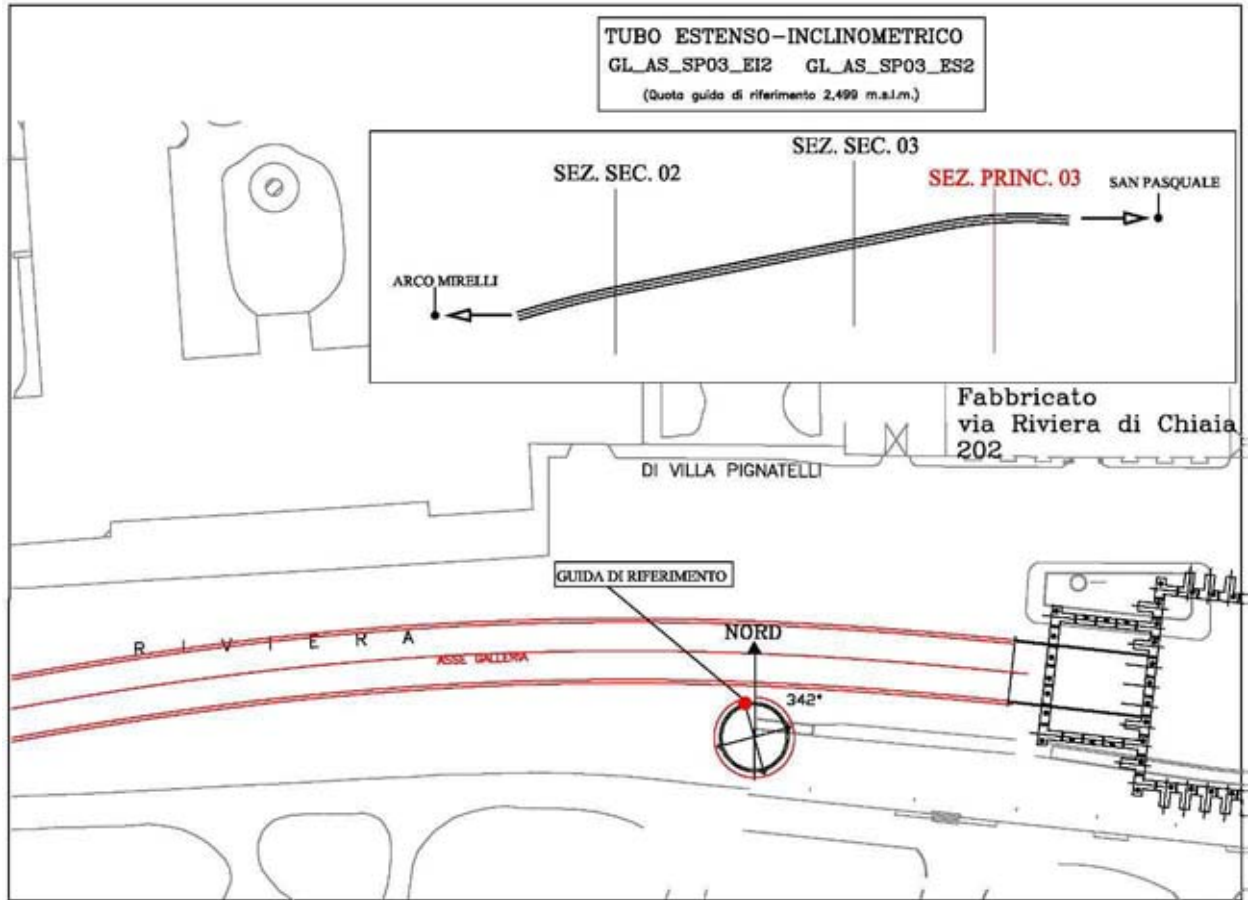 TUBO ESTENSO-INCLINOMETRICO
GL_AS_SP03_EI2 GL_AS_SP03_ES2
(Quota guida di riferimento 2,499 m.s.l.m.)
SEZ. SEC. 03
SEZ. SEC. 02
SEZ. PRINC. 03
SAN PASQUALE
ARCO MIRELLI
Fabbricato
via Riviera di Chiaia
202
DI VILLA PIGNATELLI
GUIDA DI RIFERIMENTO
NORD
RIVIERA
ASSE GALLERIA
342°